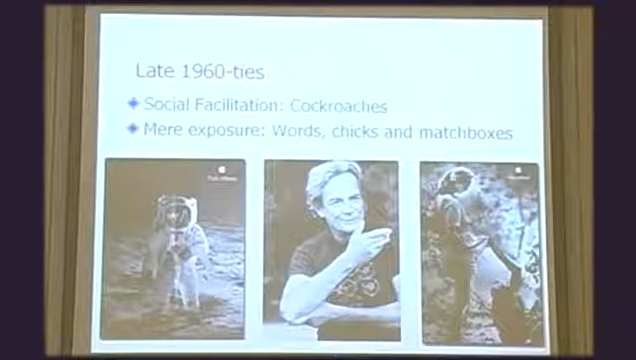 Late 1960-ties
Social Facilitation: Cockroaches
Mere exposure: Words, chicks and matchboxes